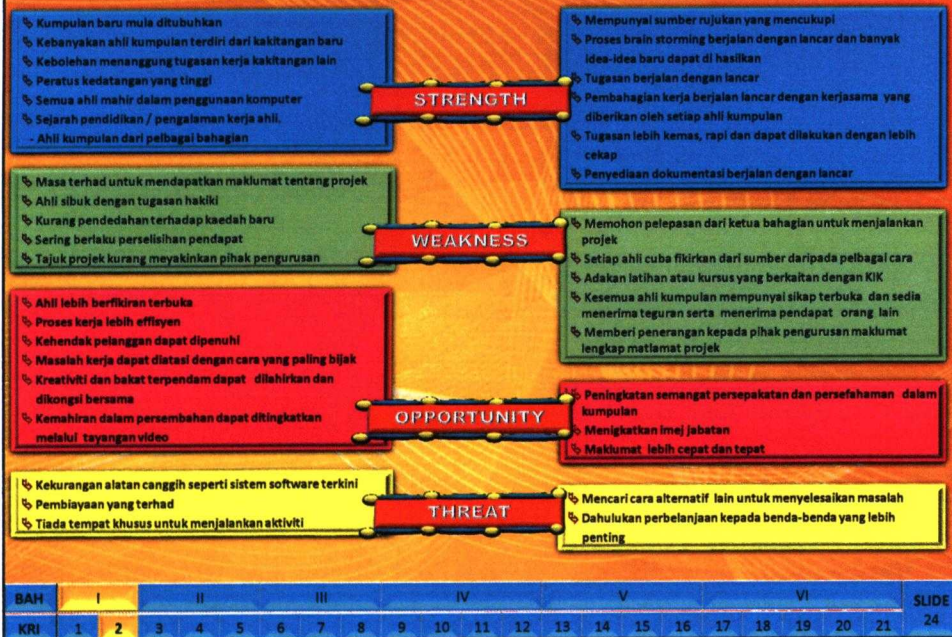 Kumpulan baru mula ditubuhkan
Kebanyakan ahli kumpulan terdiri dari kakitangan baru
Kebolehan menanggung tugasan kerja kakitangan lain
Peratus kedatangan yang tinggi
Semua ahli mahir dalam penggunaan komputer
Sejarah pendidikan / pengalaman kerja ahli.
- Ahli kumpulan dari pelbagai bahagian
STRENGTH
Mempunyai sumber rujukan yang mencukupi
Proses brain storming berjalan dengan lancar dan banyak
idea-idea baru dapat di hasilkan
Tugasan berjalan dengan lancar
Pembahagian kerja berjalan lancar dengan kerjasama yang
diberikan oleh setiap ahli kumpulan
Tugasan lebih kemas, rapi dan dapat dilakukan dengan lebih
cekap
Penyediaan dokumentasi berjalan dengan lancar
Masa terhad untuk mendapatkan maklumat tentang projek
Ahli sibuk dengan tugasan hakiki
Kurang pendedahan terhadap kaedah baru
Sering berlaku perselisihan pendapat
Tajuk projek kurang meyakinkan pihak pengurusan
WEAKNESS
Memohon pelepasan dari ketua bahagian untuk menjalankan
projek
Setiap ahli cuba fikirkan dari sumber daripada pelbagai cara
Adakan latihan atau kursus yang berkaitan dengan KIK
Kesemua ahli kumpulan mempunyai sikap terbuka dan sedia
menerima teguran serta menerima pendapat orang lain
Memberi penerangan kepada pihak pengurusan maklumat
lengkap matlamat projek
Ahli lebih berfikiran terbuka
Proses kerja lebih effisyen
Kehendak pelanggan dapat dipenuhi
Masalah kerja dapat diatasi dengan cara yang paling bijak
Kreativiti dan bakat terpendam dapat dilahirkan dan
dikongsi bersama
Kemahiran dalam persembahan dapat ditingkatkan
melalui tayangan video
OPPORTUNITY
Peningkatan semangat persepakatan dan persefahaman dalam
kumpulan
Menigkatkan imej jabatan
Maklumat lebih cepat dan tepat
Kekurangan alatan canggih seperti sistem software terkini
Pembiayaan yang terhad
Tiada tempat khusus untuk menjalankan aktiviti
THREAT
Mencari cara alternatif lain untuk menyelesaikan masalah
Dahulukan perbelanjaan kepada benda-benda yang lebih
penting
BAH I II III IV V VI SLIDE
KRI 1 2 3 4 5 6 7 8 9 10 11 12 13 14 15 16 17 18 19 20 21 24